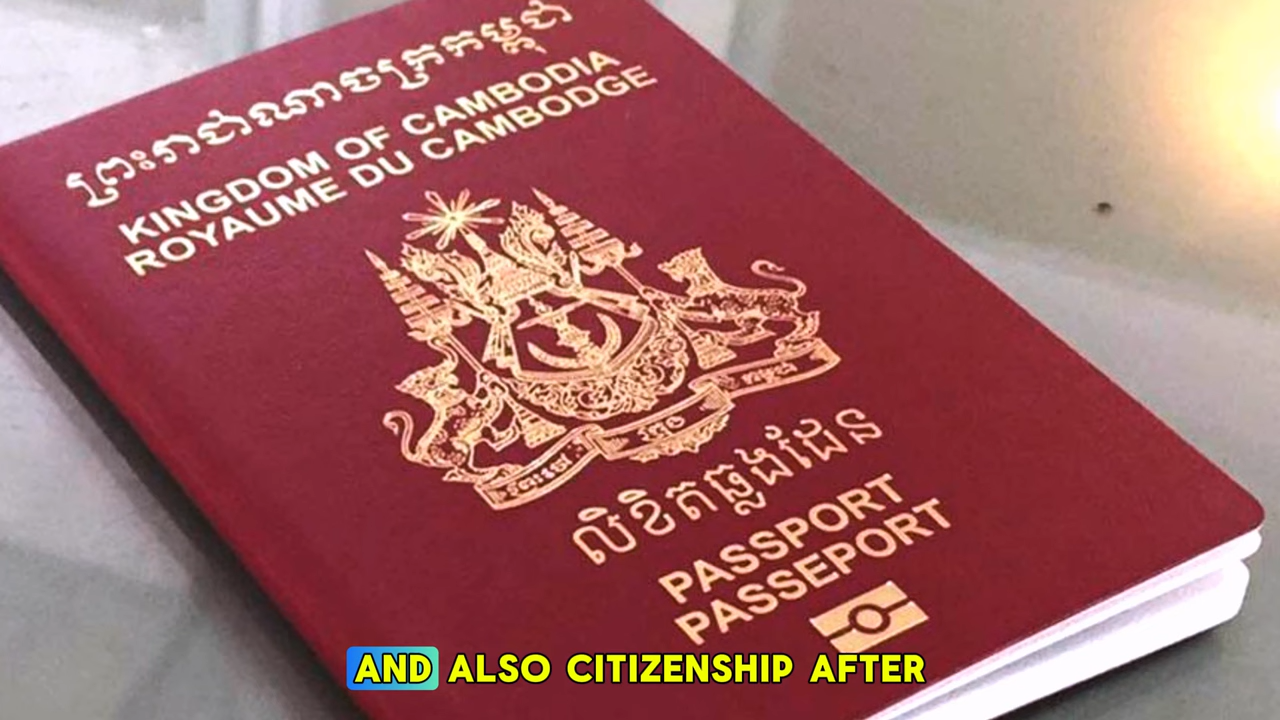 ព្រះរាជាណាចក្រកម្ពុជា
KINGDOM OF CAMBODIA
ROYAUME DU CAMBODGE
លិខិតឆ្លងដែន
PASSPORT
PASSEPORT
AND ALSO CITIZENSHIP AFTER